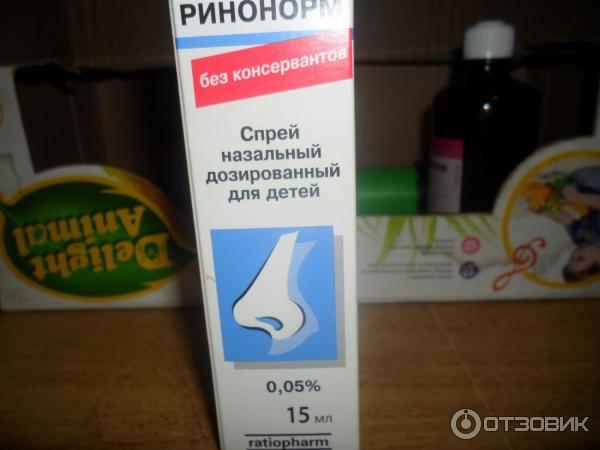 РИНОНОРМ
без консервантов
Спрей
назальный
дозированный
для детей
0,05%
15 мл
ratiopharm
Delight
Animal
ОТЗОВИК